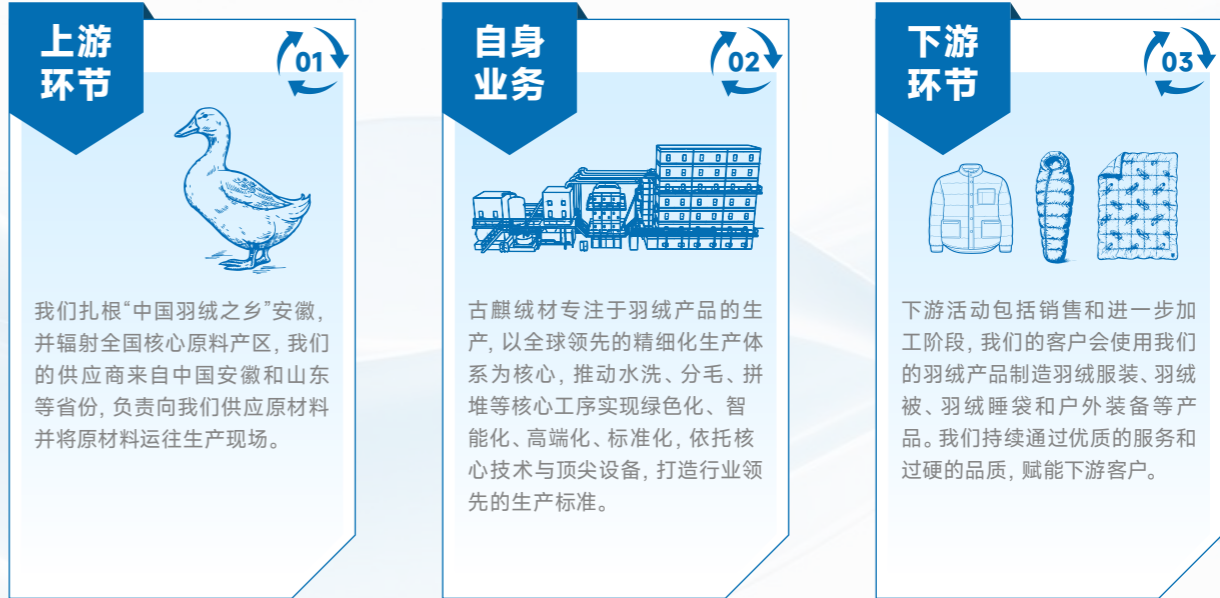 上游
环节
01
我们扎根“中国羽绒之乡”安徽,
并辐射全国核心原料产区, 我们
的供应商来自中国安徽和山东
等省份, 负责向我们供应原材料
并将原材料运往生产现场。
自身
业务
02
古麒绒材专注于羽绒产品的生
产, 以全球领先的精细化生产体
系为核心, 推动水洗、分毛、拼
堆等核心工序实现绿色化、智
能化、高端化、标准化, 依托核
心技术与顶尖设备, 打造行业领
先的生产标准。
下游
环节
03
下游活动包括销售和进一步加
工阶段, 我们的客户会使用我们
的羽绒产品制造羽绒服装、羽绒
被、羽绒睡袋和户外装备等产
品。我们持续通过优质的服务和
过硬的品质, 赋能下游客户。